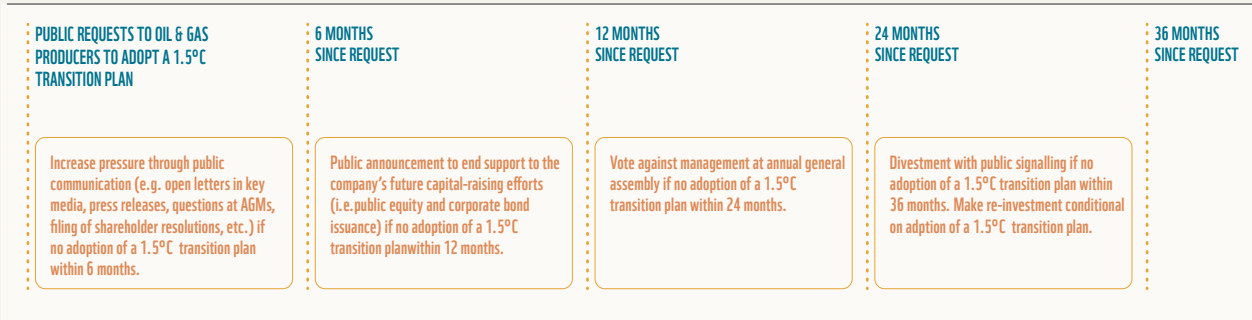 PUBLIC REQUESTS TO OIL & GAS
PRODUCERS TO ADOPT A 1.5ºC
TRANSITION PLAN
6 MONTHS
SINCE REQUEST
12 MONTHS
SINCE REQUEST
24 MONTHS
SINCE REQUEST
36 MONTHS
SINCE REQUEST
Increase pressure through public
communication (e.g. open letters in key
media, press releases, questions at AGMs,
filing of shareholder resolutions, etc.) if
no adoption of a 1.5ºC transition plan
within 6 months.
Public announcement to end support to the
company's future capital-raising efforts
(i.e.public equity and corporate bond
issuance) if no adoption of a 1.5ºC
transition planwithin 12 months.
Vote against management at annual general
assembly if no adoption of a 1.5ºC
transition plan within 24 months.
Divestment with public signalling if no
adoption of a 1.5ºC transition plan within
36 months. Make re-investment conditional
on adption of a 1.5ºC transition plan.